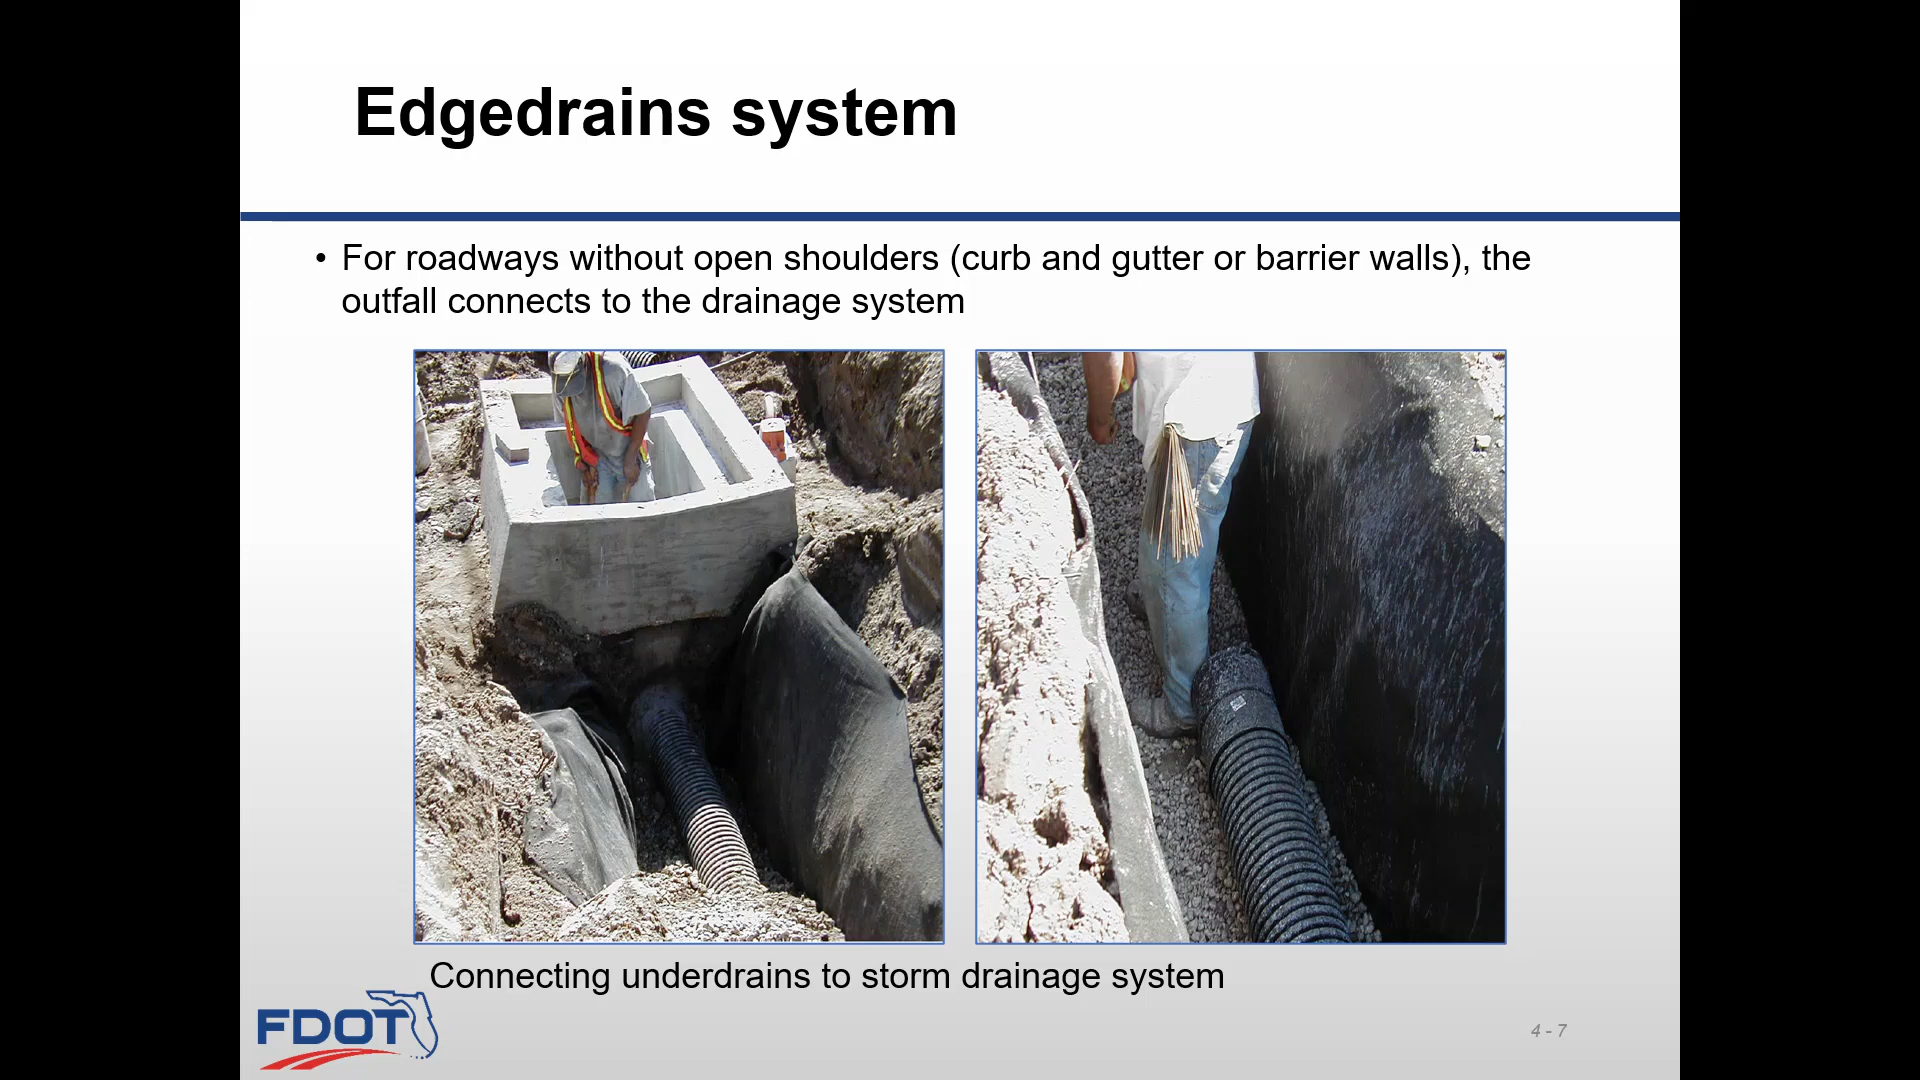 Edgedrains system
• For roadways without open shoulders (curb and gutter or barrier walls), the
outfall connects to the drainage system
Connecting underdrains to storm drainage system
FDOT
4 - 7